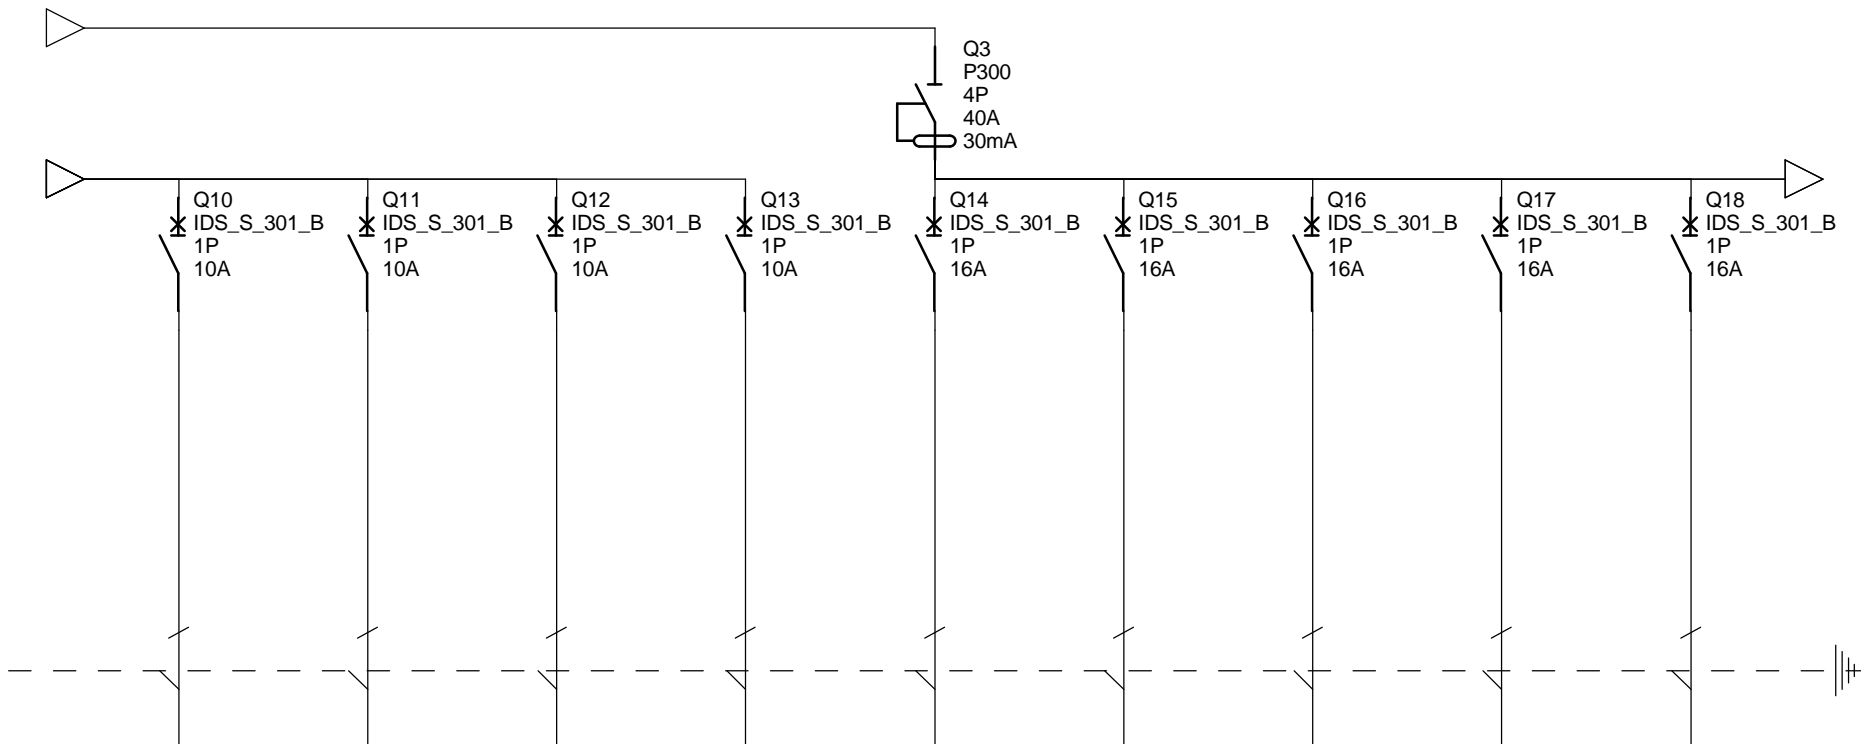 Q3
P300
4P
40A
30mA
Q10
IDS_S_301_B
1P
10A
Q11
IDS_S_301_B
1P
10A
Q12
IDS_S_301_B
1P
10A
Q13
IDS_S_301_B
1P
10A
Q14
IDS_S_301_B
1P
16A
Q15
IDS_S_301_B
1P
16A
Q16
IDS_S_301_B
1P
16A
Q17
IDS_S_301_B
1P
16A
Q18
IDS_S_301_B
1P
16A